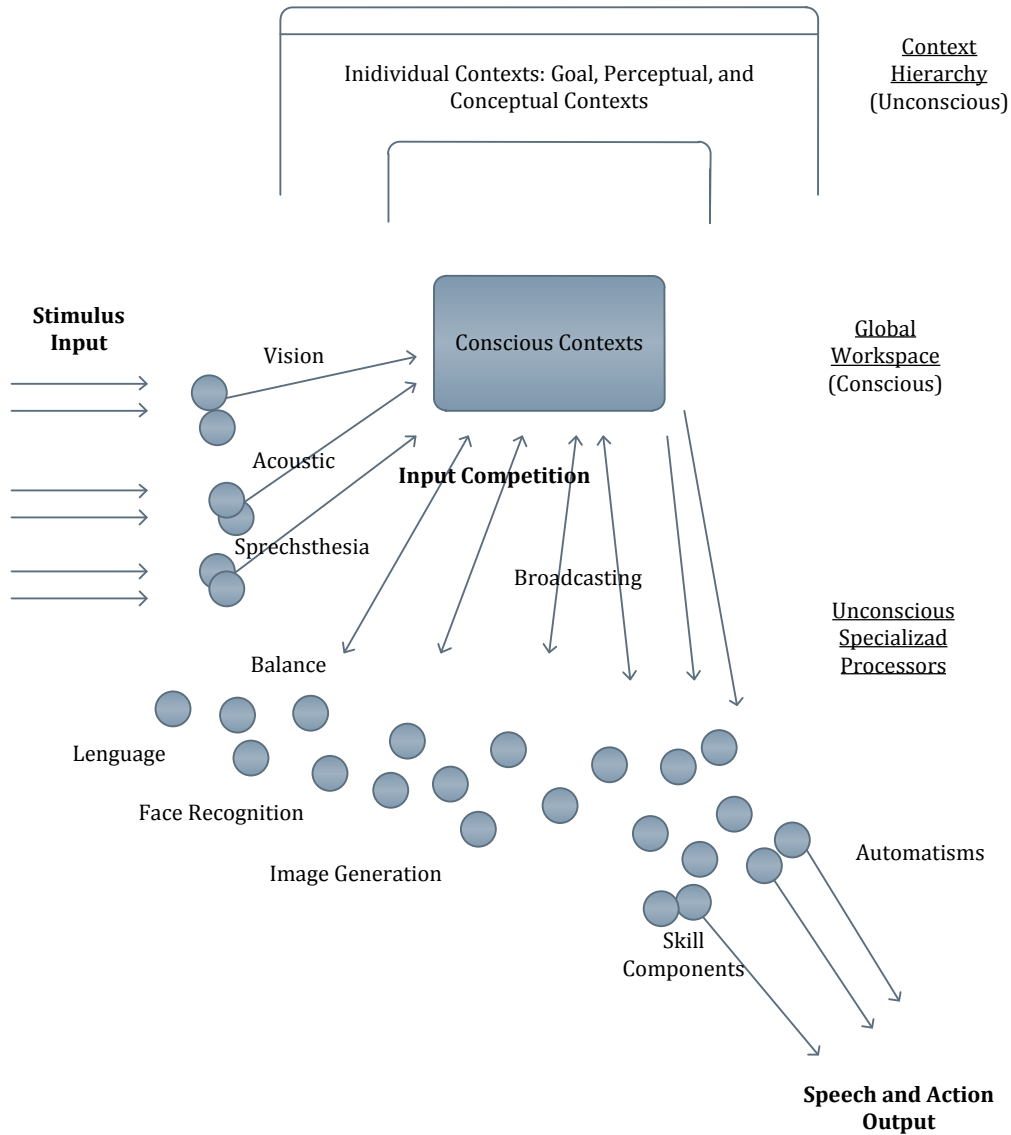 Inidividual Contexts: Goal, Perceptual, and
Conceptual Contexts
Context
Hierarchy
(Unconscious)
Stimulus
Input
Vision
Conscious Contexts
Global
Workspace
(Conscious)
Acoustic
Input Competition
Sprechsthesia
Broadcasting
Unconscious
Specializad
Processors
Balance
Lenguage
Face Recognition
Image Generation
Automatisms
Skill
Components
Speech and Action
Output